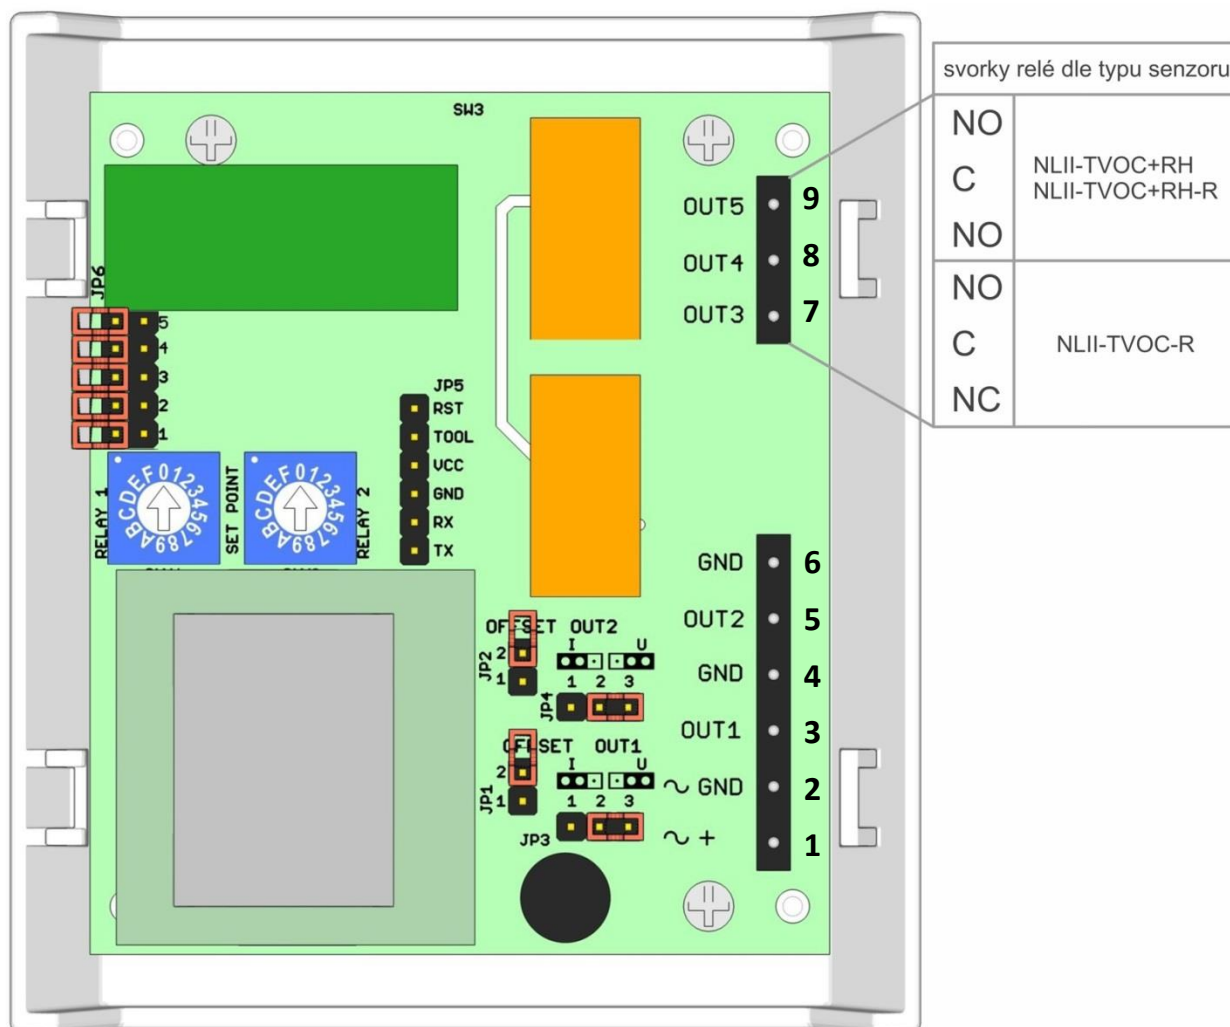 svorky relé dle typu senzoru
NO
C
NO
NLII-TVOC+RH
NLII-TVOC+RH-R
NO
C
NC
NLII-TVOC-R
SW3
OUT5 9
OUT4 8
OUT3 7
JP6
5
4
3
2
1
JP5
RST
TOOL
VCC
GND
RX
TX
RELAY 1
0123456789ABCDEF
SET POINT
0123456789ABCDEF
RELAY 2
GND 6
OUT2 5
GND 4
OUT1 3
~ GND 2
~ + 1
OFFSET OUT2
I U
JP2
2
1
1 2 3
JP4
OFFSET OUT1
I U
JP1
2
1
1 2 3
JP3